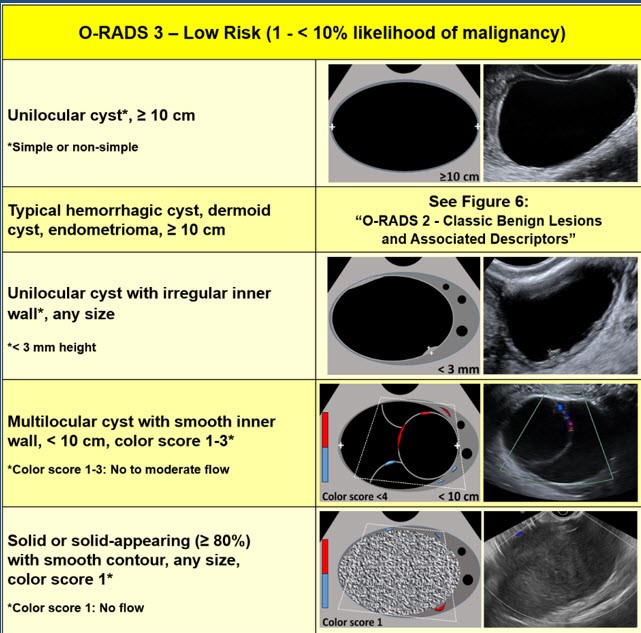 O-RADS 3 – Low Risk (1 - < 10% likelihood of malignancy)
Unilocular cyst*, ≥ 10 cm
*Simple or non-simple
≥10 cm
Typical hemorrhagic cyst, dermoid
cyst, endometrioma, ≥ 10 cm
See Figure 6:
“O-RADS 2 - Classic Benign Lesions
and Associated Descriptors”
Unilocular cyst with irregular inner
wall*, any size
*< 3 mm height
< 3 mm
Multilocular cyst with smooth inner
wall, < 10 cm, color score 1-3*
*Color score 1-3: No to moderate flow
Color score <4
< 10 cm
Solid or solid-appearing (≥ 80%)
with smooth contour, any size,
color score 1*
*Color score 1: No flow
Color score 1